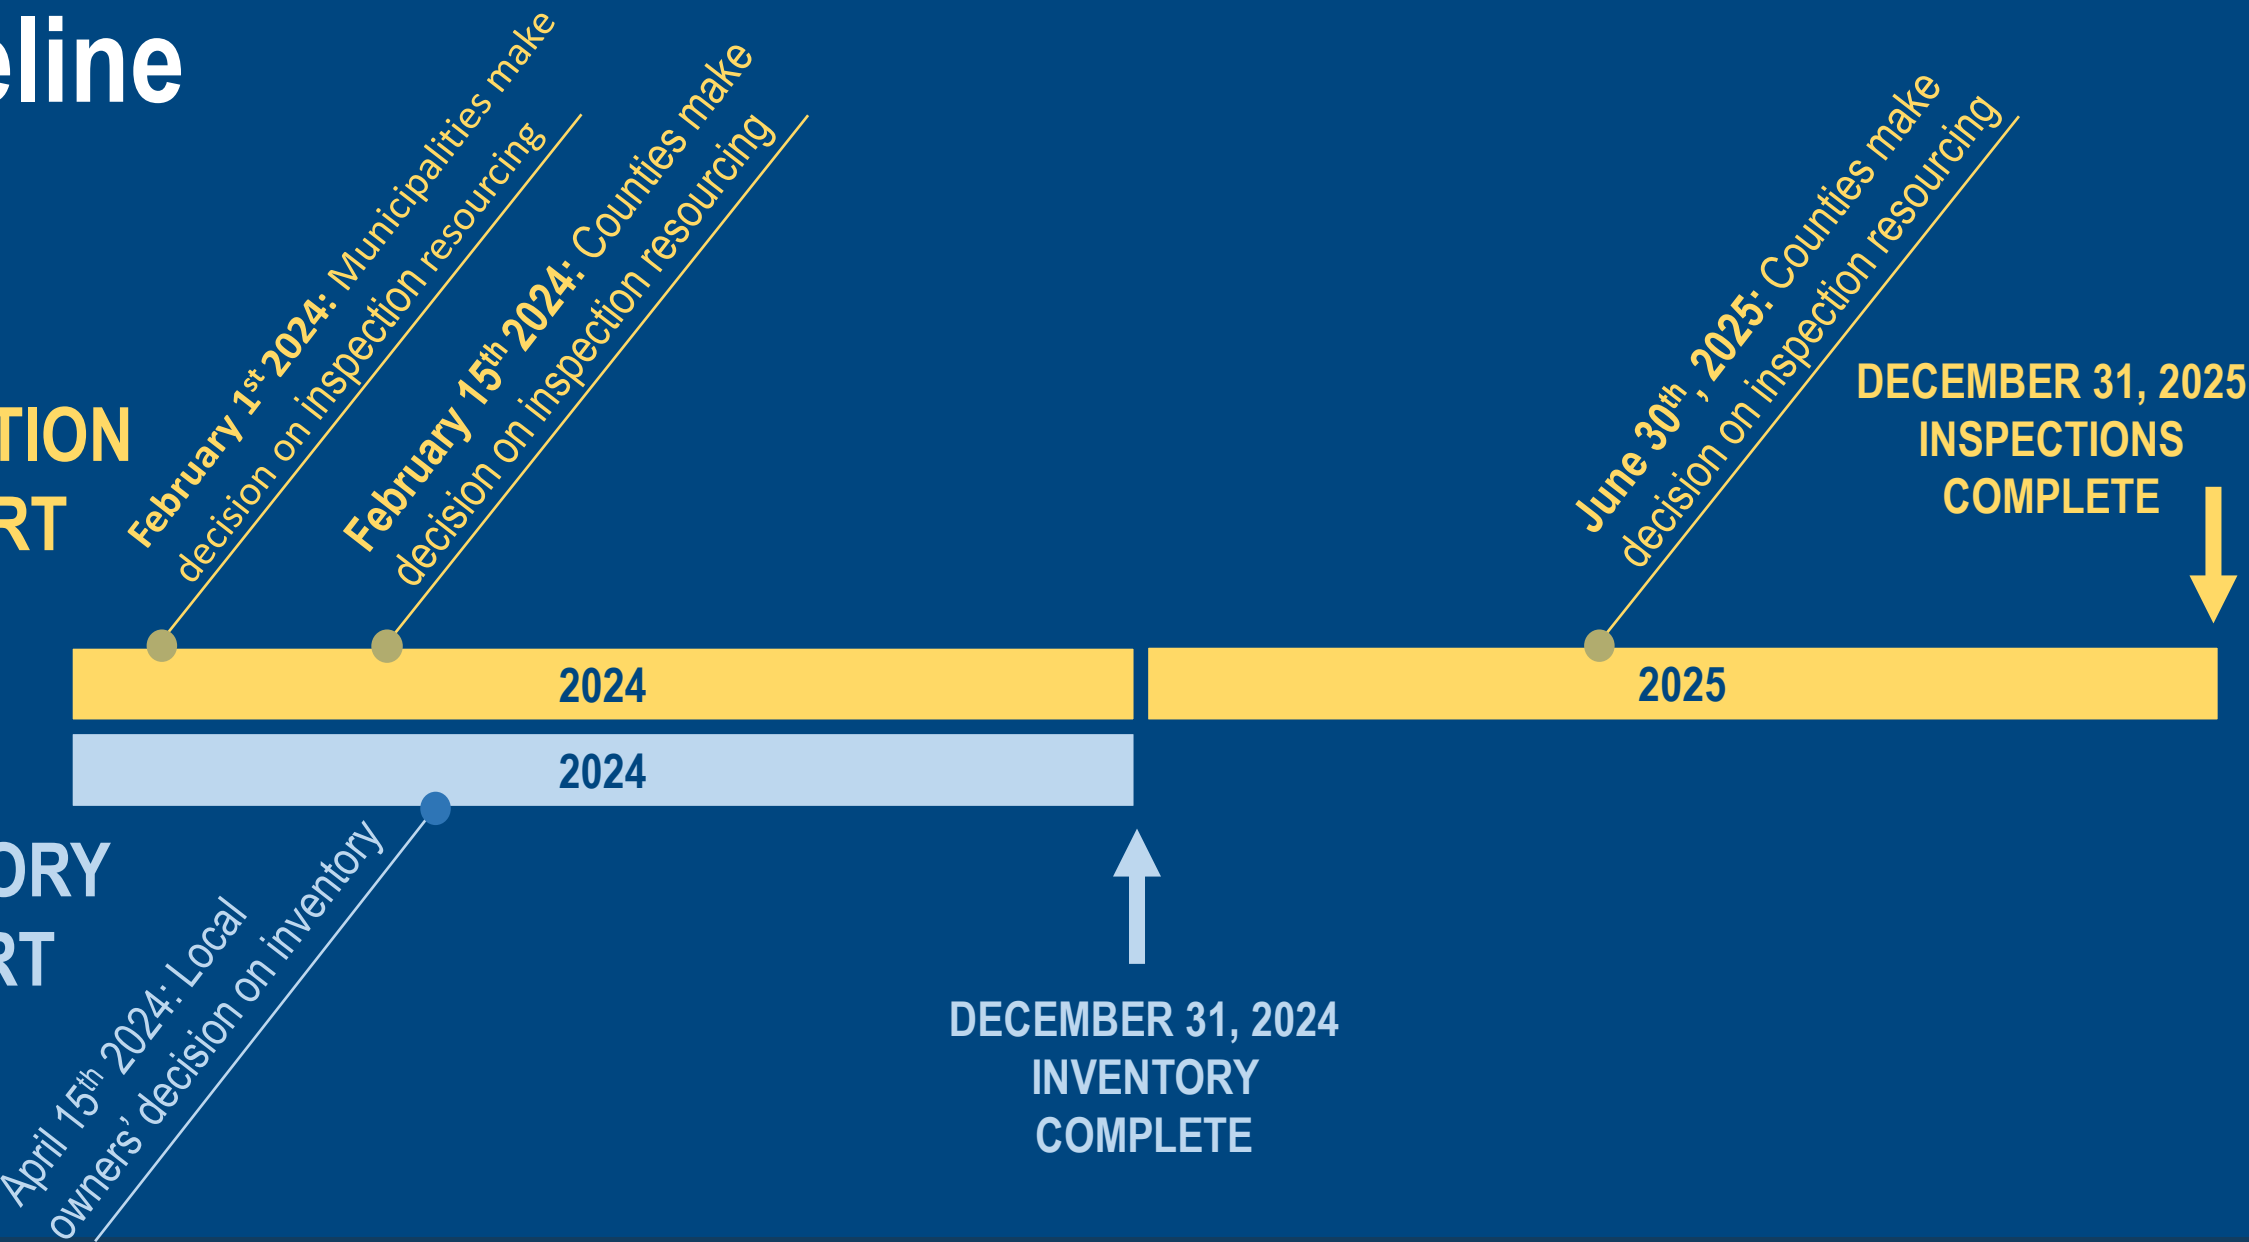 eline
February 1st 2024: Municipalities make
decision on inspection resourcing
February 15th 2024: Counties make
decision on inspection resourcing
June 30th, 2025: Counties make
decision on inspection resourcing
DECEMBER 31, 2025
INSPECTIONS
COMPLETE
TION
RT
2024
2025
2024
ORY
RT
April 15th 2024: Local
owners’ decision on inventory
DECEMBER 31, 2024
INVENTORY
COMPLETE